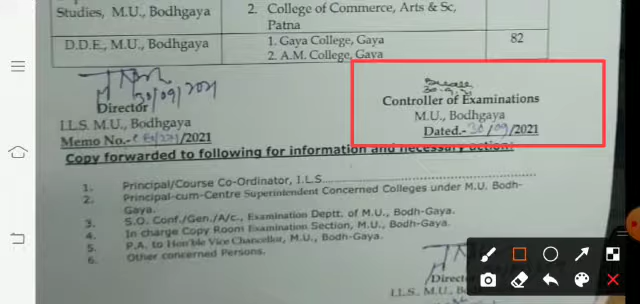 Studies, M.U., Bodhgaya
2. College of Commerce, Arts & Sc,
Patna
D.D.E., M.U., Bodhgaya
1. Gaya College, Gaya
2. A.M. College, Gaya
82
30/09/2021
Director
I.L.S. M.U., Bodhgaya
Memo No.- /2021
Controller of Examinations
M.U., Bodhgaya
Dated.-30/09/2021
Copy forwarded to following for information and necessary action:
1. Principal/Course Co-Ordinator, I.L.S
2. Principal-cum-Centre Superintendent Concerned Colleges under M.U. Bodh-
Gaya.
3. S.O. Conf./Gen./A/c., Examination Deptt. of M.U., Bodh-Gaya.
4. In charge Copy Room Examination Section, M.U., Bodh-Gaya.
5. P.A. to Hon'ble Vice Chancellor, M.U., Bodh-Gaya.
6. Other concerned Persons.
Direct
I.L.S. M.U., B